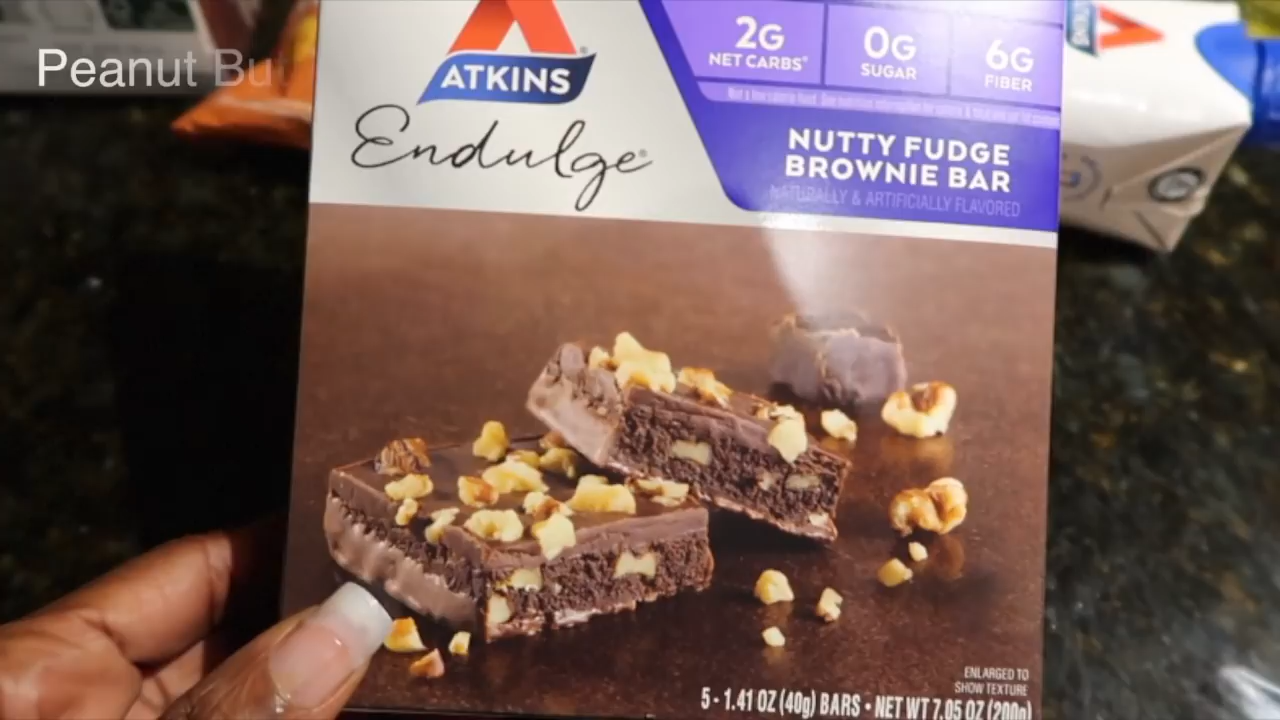 Peanut Bu
ATKINS
Endulge®
2G
NET CARBS*
0G
SUGAR
6G
FIBER
NUTTY FUDGE
BROWNIE BAR
NATURALLY & ARTIFICIALLY FLAVORED
ENLARGED TO
SHOW TEXTURE
5 - 1.41 OZ (40g) BARS • NET WT 7.05 OZ (200g)